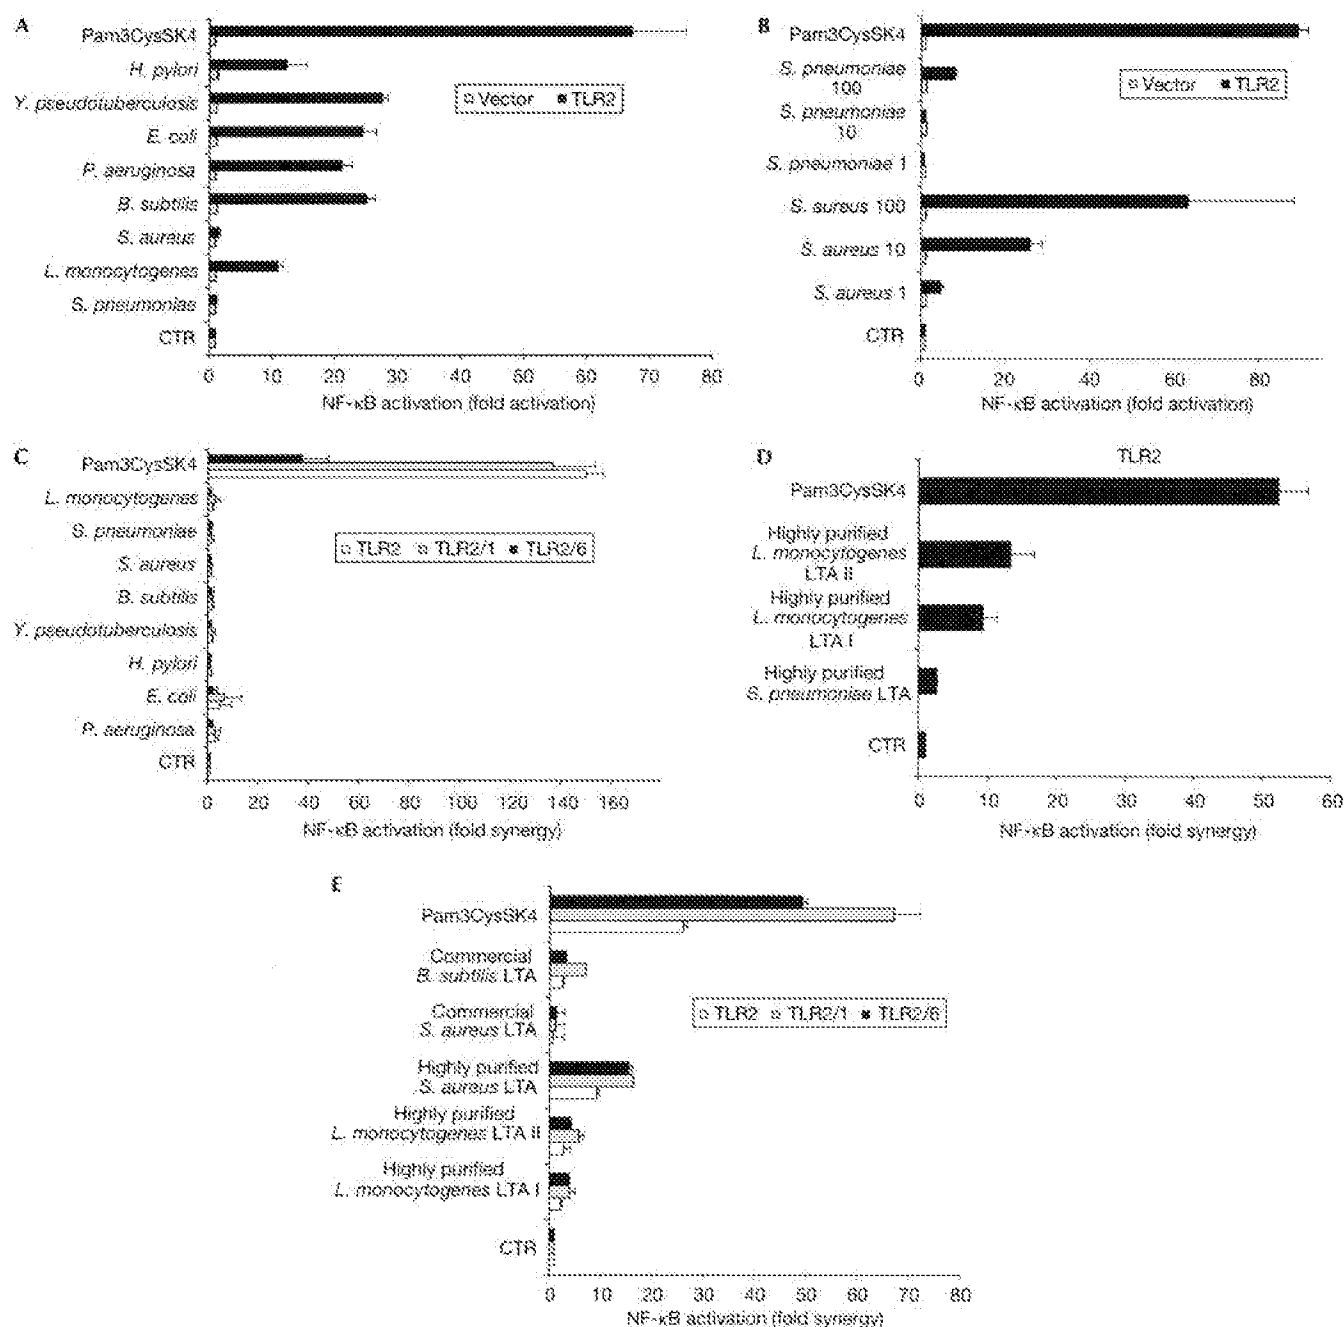 A
Pam3CysSK4
H. pylori
Y. pseudotuberculosis
E. coli
P. aeruginosa
B. subtilis
S. aureus
L. monocytogenes
S. pneumoniae
CTR
Vector TLR2
0 10 20 30 40 50 60 70 80
NF-κB activation (fold activation)
B
Pam3CysSK4
S. pneumoniae
100
S. pneumoniae
10
S. pneumoniae 1
S. aureus 100
S. aureus 10
S. aureus 1
CTR
Vector TLR2
0 20 40 60 80
NF-κB activation (fold activation)
C
Pam3CysSK4
L. monocytogenes
S. pneumoniae
S. aureus
B. subtilis
Y. pseudotuberculosis
H. pylori
E. coli
P. aeruginosa
CTR
TLR2 TLR2/1 TLR2/6
0 20 40 60 80 100 120 140 160
NF-κB activation (fold synergy)
D
TLR2
Pam3CysSK4
Highly purified
L. monocytogenes
LTA II
Highly purified
L. monocytogenes
LTA I
Highly purified
S. pneumoniae LTA
CTR
0 10 20 30 40 50 60
NF-κB activation (fold synergy)
E
Pam3CysSK4
Commercial
B. subtilis LTA
Commercial
S. aureus LTA
Highly purified
S. aureus LTA
Highly purified
L. monocytogenes LTA II
Highly purified
L. monocytogenes LTA I
CTR
TLR2 TLR2/1 TLR2/6
0 10 20 30 40 50 60 70 80
NF-κB activation (fold synergy)